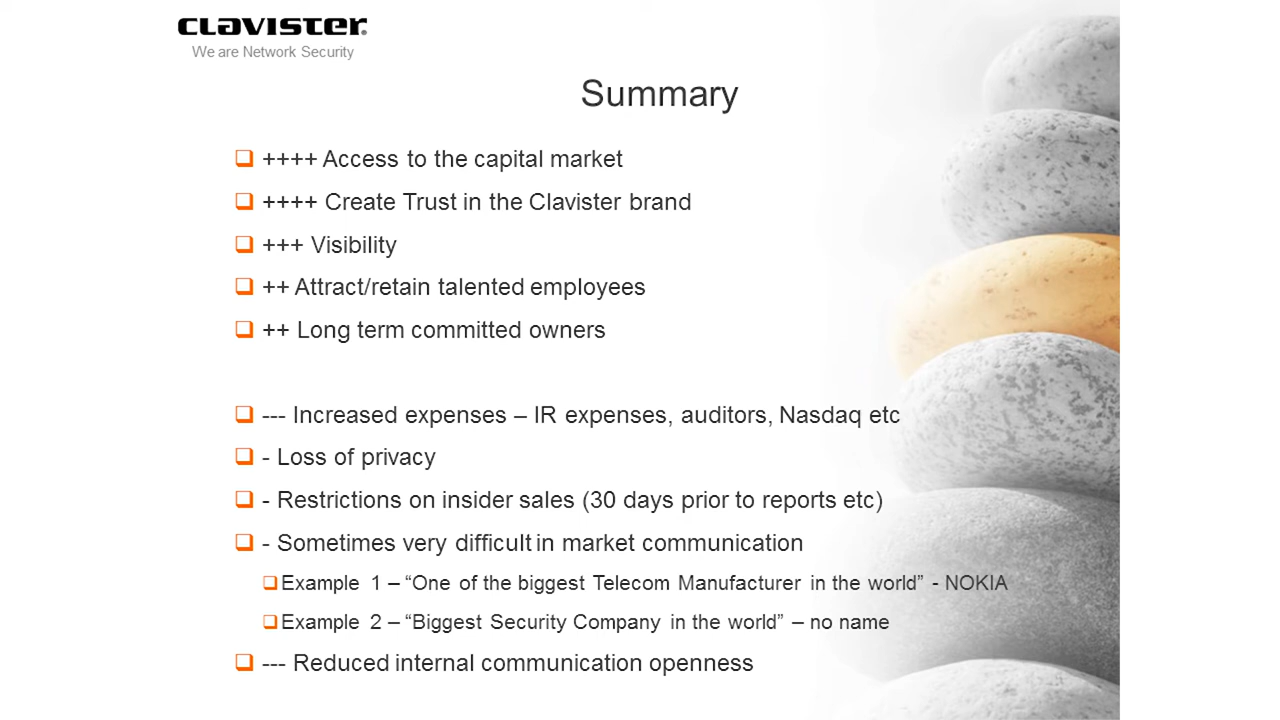 CLAVISTER®
We are Network Security
Summary
++++ Access to the capital market
++++ Create Trust in the Clavister brand
+++ Visibility
++ Attract/retain talented employees
++ Long term committed owners
--- Increased expenses – IR expenses, auditors, Nasdaq etc
- Loss of privacy
- Restrictions on insider sales (30 days prior to reports etc)
- Sometimes very difficult in market communication
Example 1 – “One of the biggest Telecom Manufacturer in the world” - NOKIA
Example 2 – “Biggest Security Company in the world” – no name
--- Reduced internal communication openness